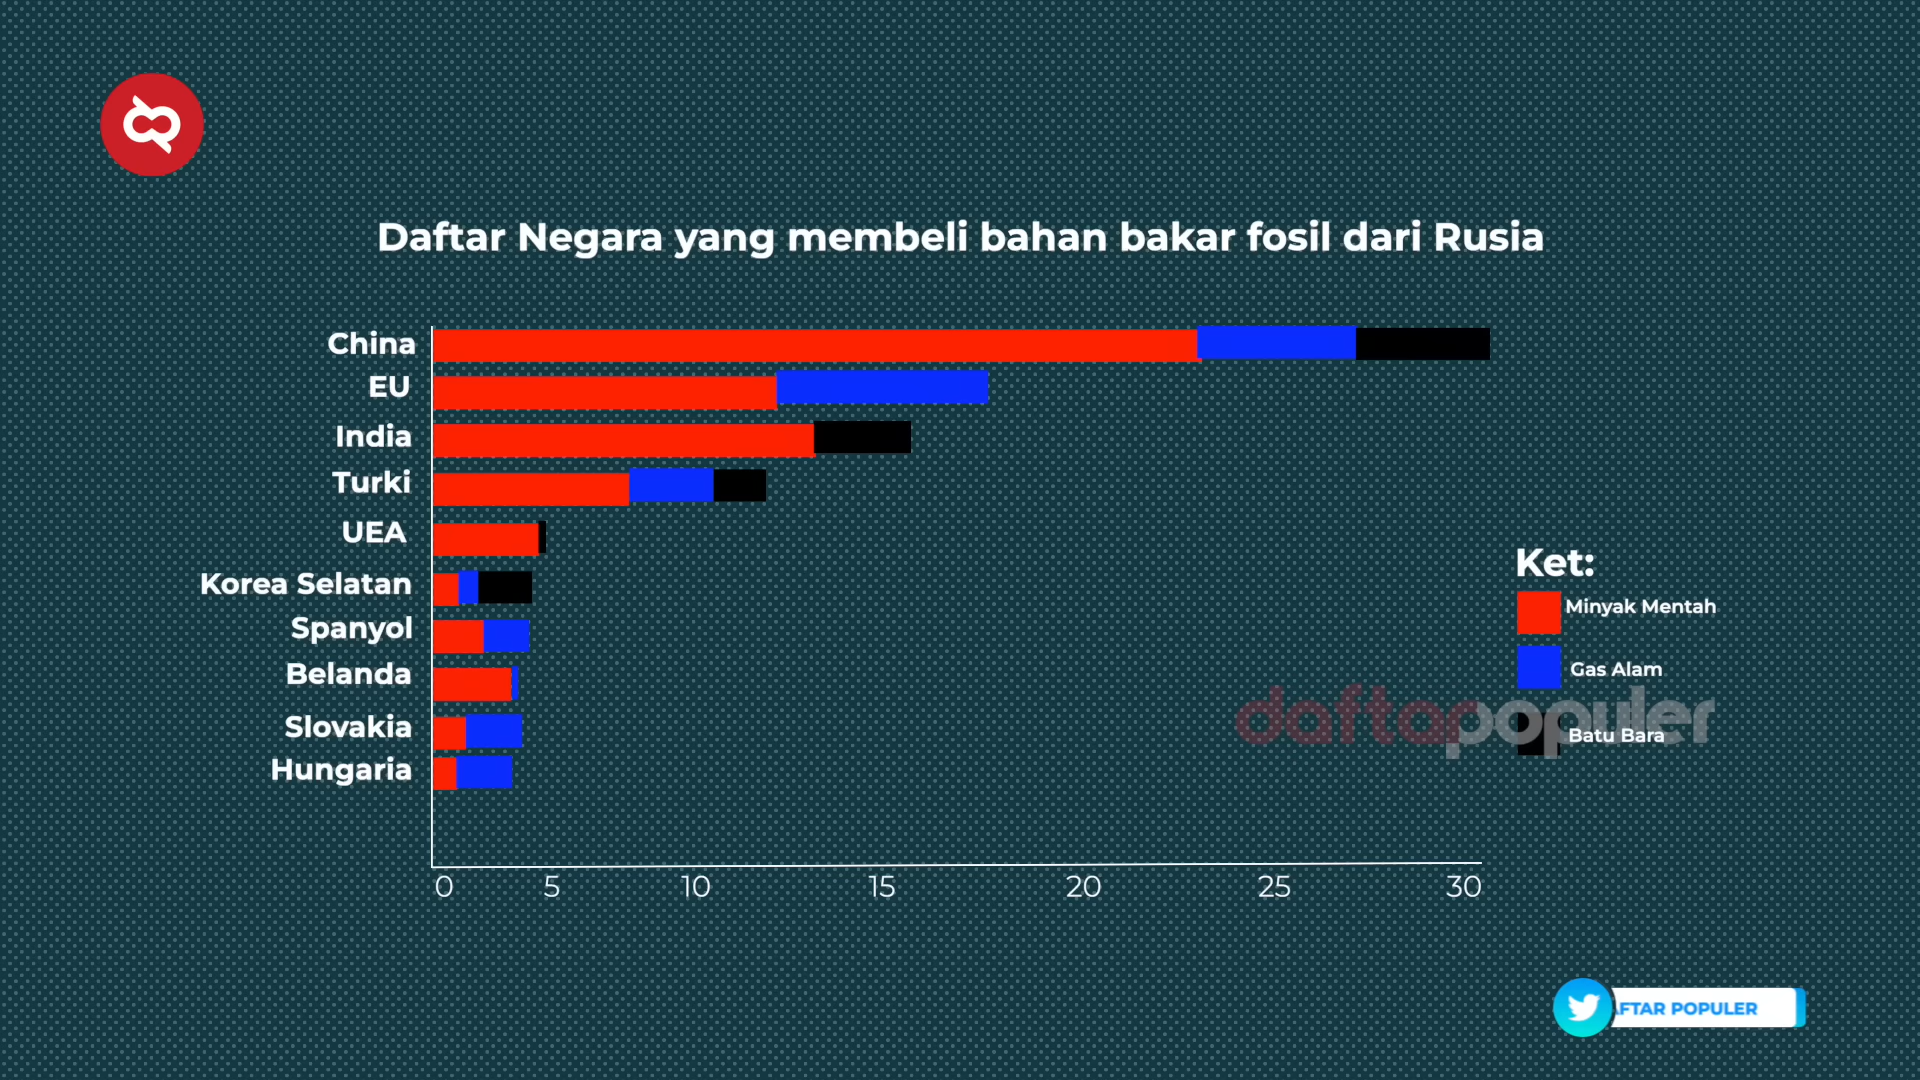 Daftar Negara yang membeli bahan bakar fosil dari Rusia
China
EU
India
Turki
UEA
Korea Selatan
Spanyol
Belanda
Slovakia
Hungaria
0 5 10 15 20 25 30
Ket:
Minyak Mentah
Gas Alam
Batu Bara
daftarpopuler
FTAR POPULER